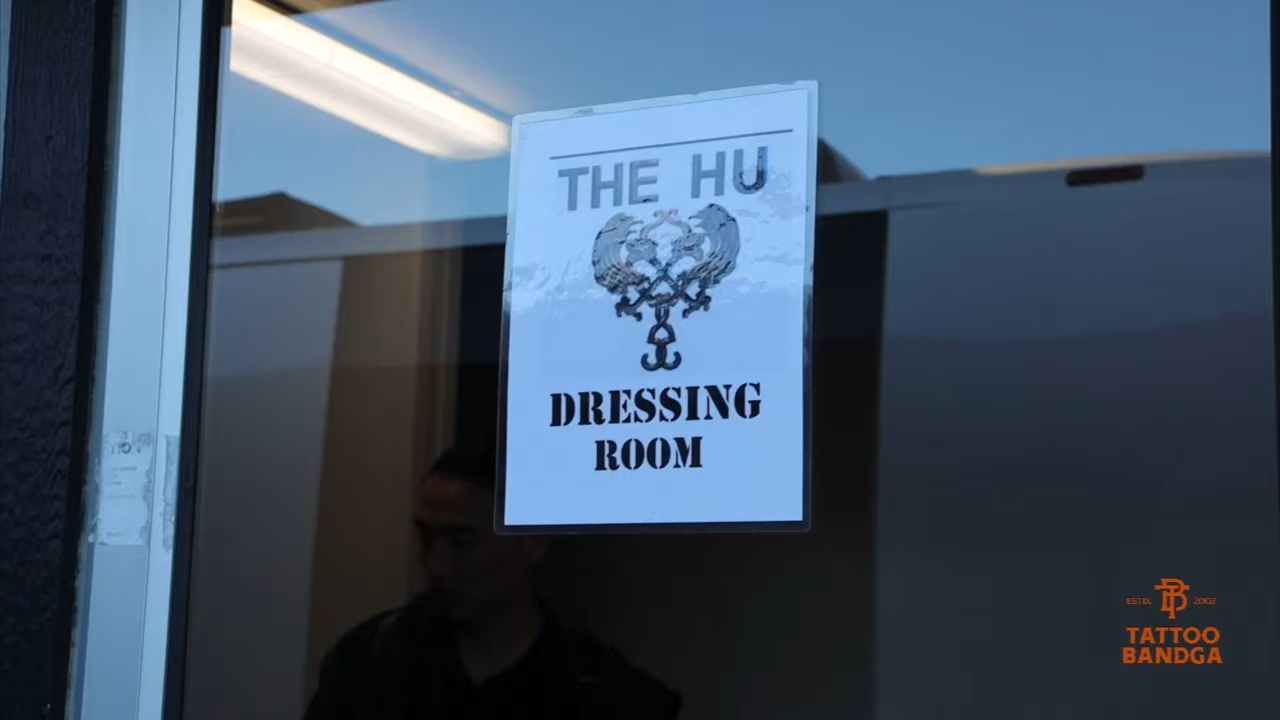 THE HU
DRESSING
ROOM
ESTD. 2002
TATTOO
BANDGA